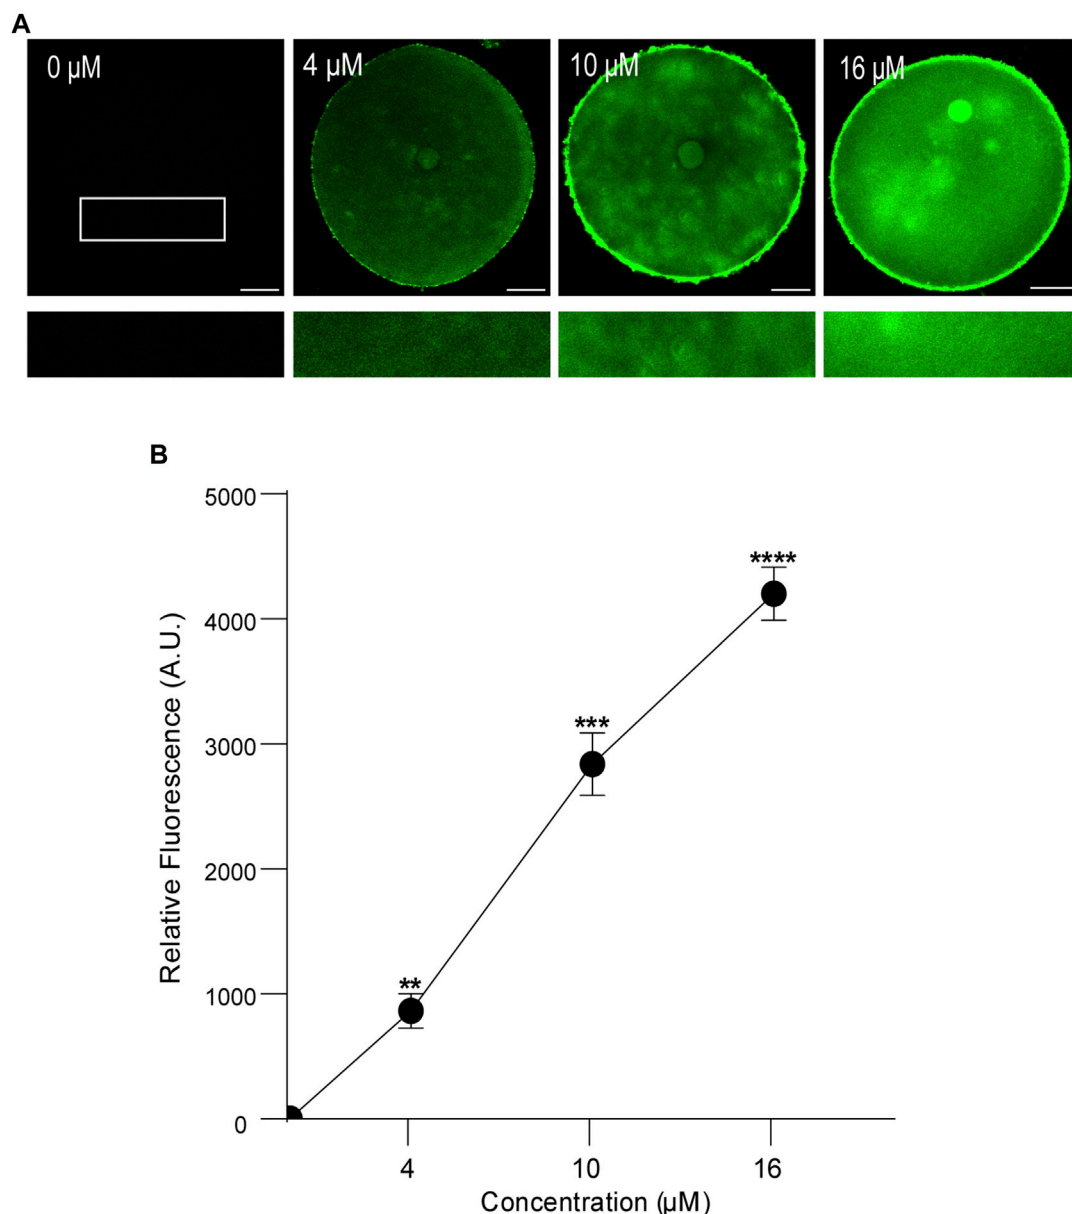 A
0 µM 4 µM 10 µM 16 µM
B
5000
4000
3000
2000
1000
0
Relative Fluorescence (A.U.)
**
***
****
4 10 16
Concentration (µM)